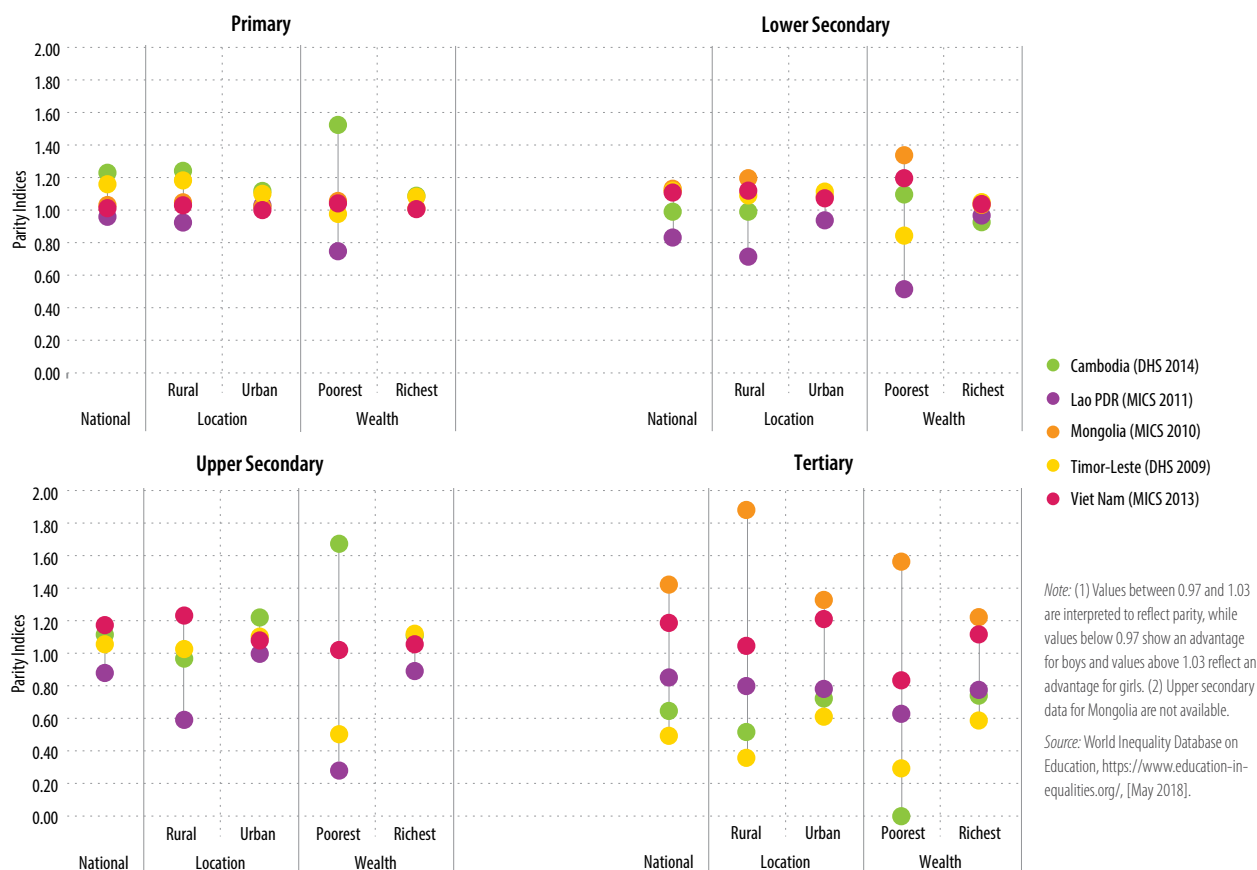 Primary
Lower Secondary
Parity Indices
2.00
1.80
1.60
1.40
1.20
1.00
0.80
0.60
0.40
0.20
0.00
Rural Urban Poorest Richest
National Location Wealth
Rural Urban Poorest Richest
National Location Wealth
Cambodia (DHS 2014)
Lao PDR (MICS 2011)
Mongolia (MICS 2010)
Timor-Leste (DHS 2009)
Viet Nam (MICS 2013)
Upper Secondary
Tertiary
Parity Indices
2.00
1.80
1.60
1.40
1.20
1.00
0.80
0.60
0.40
0.20
0.00
Rural Urban Poorest Richest
National Location Wealth
Rural Urban Poorest Richest
National Location Wealth
Note: (1) Values between 0.97 and 1.03
are interpreted to reflect parity, while
values below 0.97 show an advantage
for boys and values above 1.03 reflect an
advantage for girls. (2) Upper secondary
data for Mongolia are not available.
Source: World Inequality Database on
Education, https://www.education-in-
equalities.org/, [May 2018].